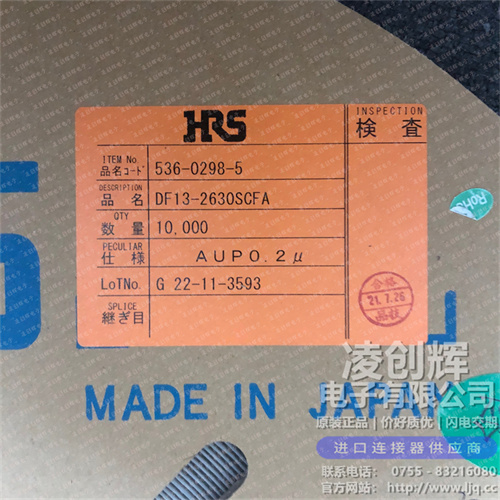 HRS
INSPECTION
検査
ITEM No
品名コード 536-0298-5
DESCRIPTION
品名 DF13-2630SCFA
QTY
数量 10,000
PECULIAR
仕様 AUP0.2μ
LoTNo. G 22-11-3593
SPLICE
継ぎ目
合格
21.7.26
RoHS
MADE IN JAPAN
凌创辉
电子有限公司
原装正品|价好质优|闪电交期
进口连接器供应商
联系电话: 0755-83216080
官方网站: http://www.ljq.cc